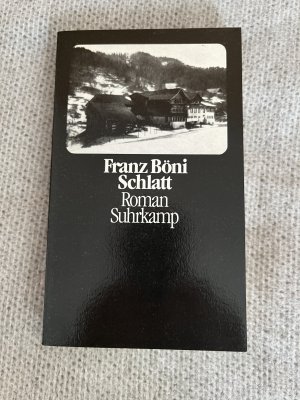 Franz Böni
Schlatt
Roman
Suhrkamp